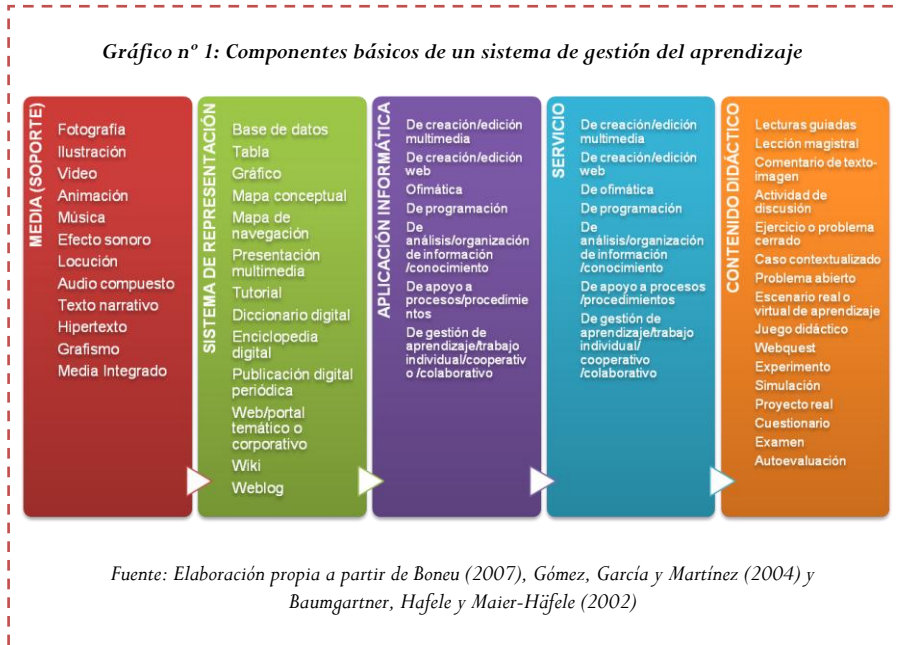 Gráfico nº 1: Componentes básicos de un sistema de gestión del aprendizaje
MEDIA (SOPORTE)
Fotografía
Ilustración
Video
Animación
Música
Efecto sonoro
Locución
Audio compuesto
Texto narrativo
Hipertexto
Grafismo
Media Integrado
SISTEMA DE REPRESENTACIÓN
Base de datos
Tabla
Gráfico
Mapa conceptual
Mapa de
navegación
Presentación
multimedia
Tutorial
Diccionario digital
Enciclopedia
digital
Publicación digital
periódica
Web/portal
temático o
corporativo
Wiki
Weblog
APLICACIÓN INFORMÁTICA
De creación/edición
multimedia
De creación/edición
web
Ofimática
De programación
De
análisis/organización
de información
/conocimiento
De apoyo a
procesos/procedimie
ntos
De gestión de
aprendizaje/trabajo
individual/cooperativ
o /colaborativo
SERVICIO
De creación/edición
multimedia
De creación/edición
web
De ofimática
De programación
De
análisis/organización
de información
/conocimiento
De apoyo a procesos
/procedimientos
De gestión de
aprendizaje/trabajo
individual/
cooperativo
/colaborativo
CONTENIDO DIDÁCTICO
Lecturas guiadas
Lección magistral
Comentario de texto-
imagen
Actividad de
discusión
Ejercicio o problema
cerrado
Caso contextualizado
Problema abierto
Escenario real o
virtual de aprendizaje
Juego didáctico
Webquest
Experimento
Simulación
Proyecto real
Cuestionario
Examen
Autoevaluación
Fuente: Elaboración propia a partir de Boneu (2007), Gómez, García y Martínez (2004) y
Baumgartner, Hafele y Maier-Häfele (2002)